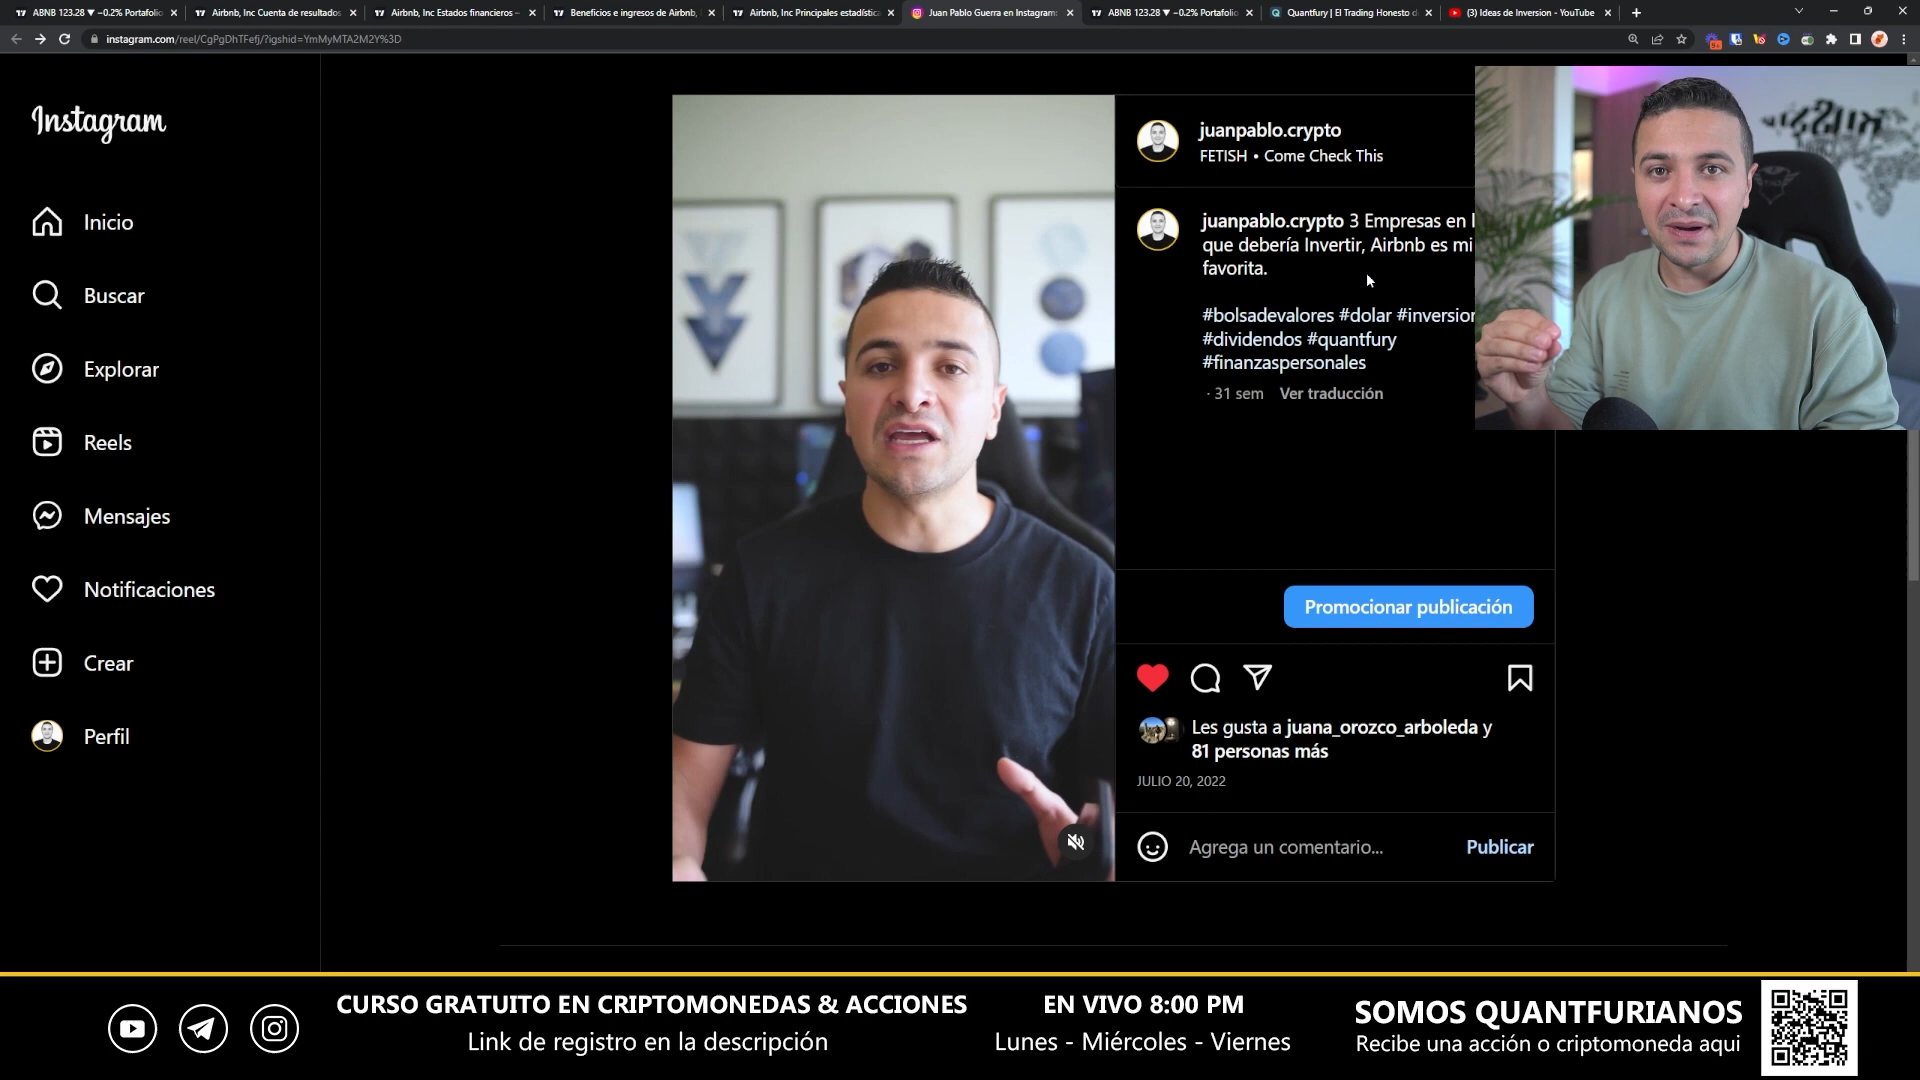 ABNB 123.28 ▼ −0.2% Portafolio
Airbnb, Inc Cuenta de resultados
Airbnb, Inc Estados financieros –
Beneficios e ingresos de Airbnb,
Airbnb, Inc Principales estadística
Juan Pablo Guerra en Instagram:
ABNB 123.28 ▼ −0.2% Portafolio
Quantfury | El Trading Honesto d
(3) Ideas de Inversion - YouTube
instagram.com/reel/CgPgDhTFefj/?igshid=YmMyMTA2M2Y%3D
Instagram
Inicio
Buscar
Explorar
Reels
Mensajes
Notificaciones
Crear
Perfil
juanpablo.crypto
FETISH • Come Check This
juanpablo.crypto 3 Empresas en l
que debería Invertir, Airbnb es mi
favorita.
#bolsadevalores #dolar #inversion
#dividendos #quantfury
#finanzaspersonales
· 31 sem Ver traducción
Promocionar publicación
Les gusta a juana_orozco_arboleda y
81 personas más
JULIO 20, 2022
Agrega un comentario...
Publicar
CURSO GRATUITO EN CRIPTOMONEDAS & ACCIONES
Link de registro en la descripción
EN VIVO 8:00 PM
Lunes - Miércoles - Viernes
SOMOS QUANTFURIANOS
Recibe una acción o criptomoneda aqui